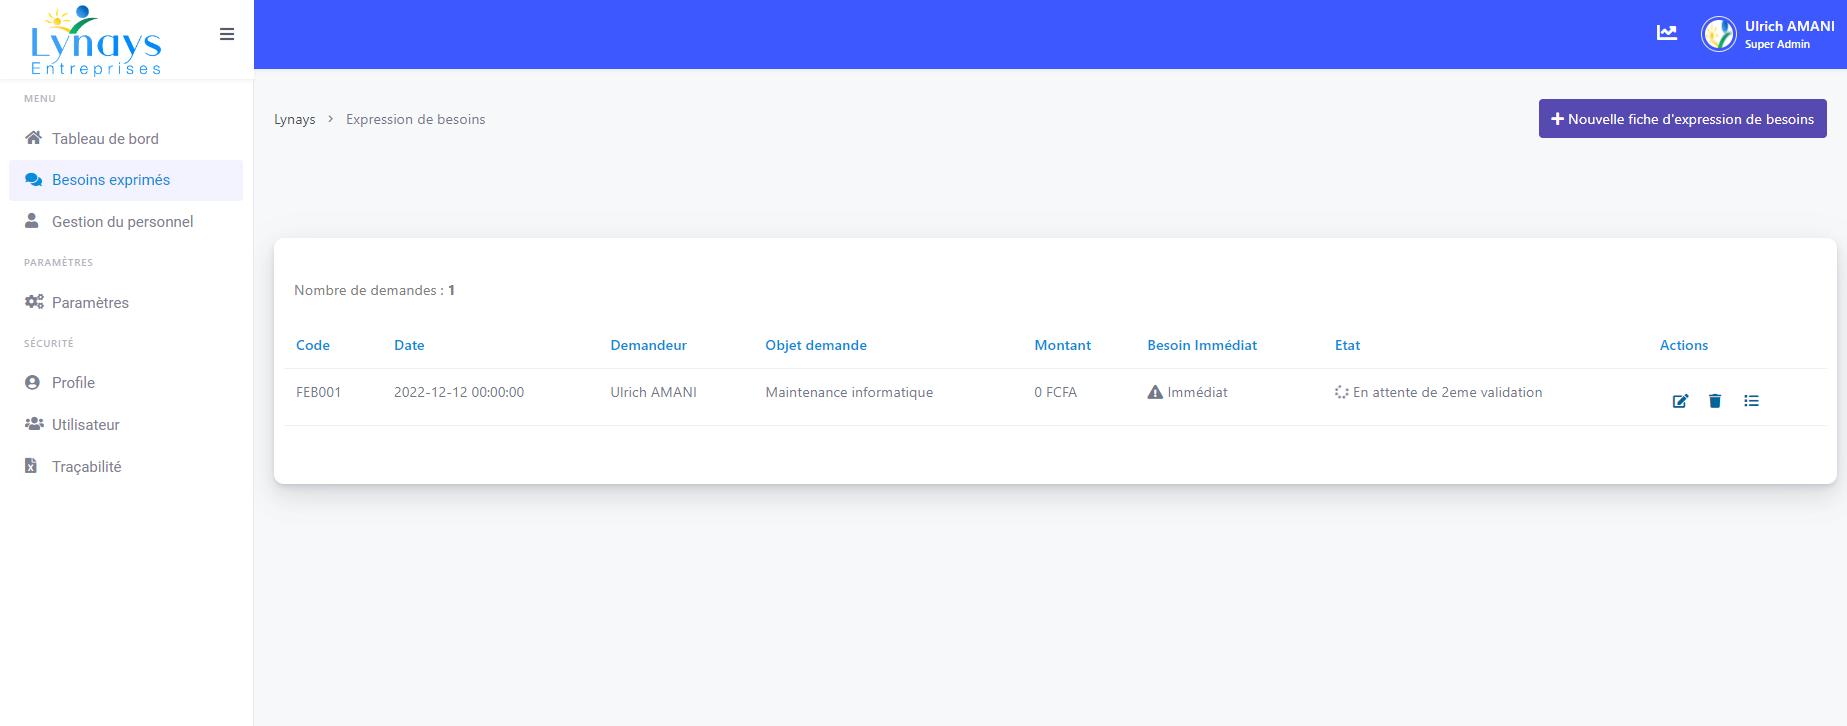 Lynays
Entreprises
Ulrich AMANI
Super Admin
MENU
Tableau de bord
Besoins exprimés
Gestion du personnel
PARAMÈTRES
Paramètres
SÉCURITÉ
Profile
Utilisateur
Traçabilité
Lynays > Expression de besoins
Nouvelle fiche d'expression de besoins
Nombre de demandes : 1
Code Date Demandeur Objet demande Montant Besoin Immédiat Etat Actions
FEB001 2022-12-12 00:00:00 Ulrich AMANI Maintenance informatique 0 FCFA Immédiat En attente de 2eme validation